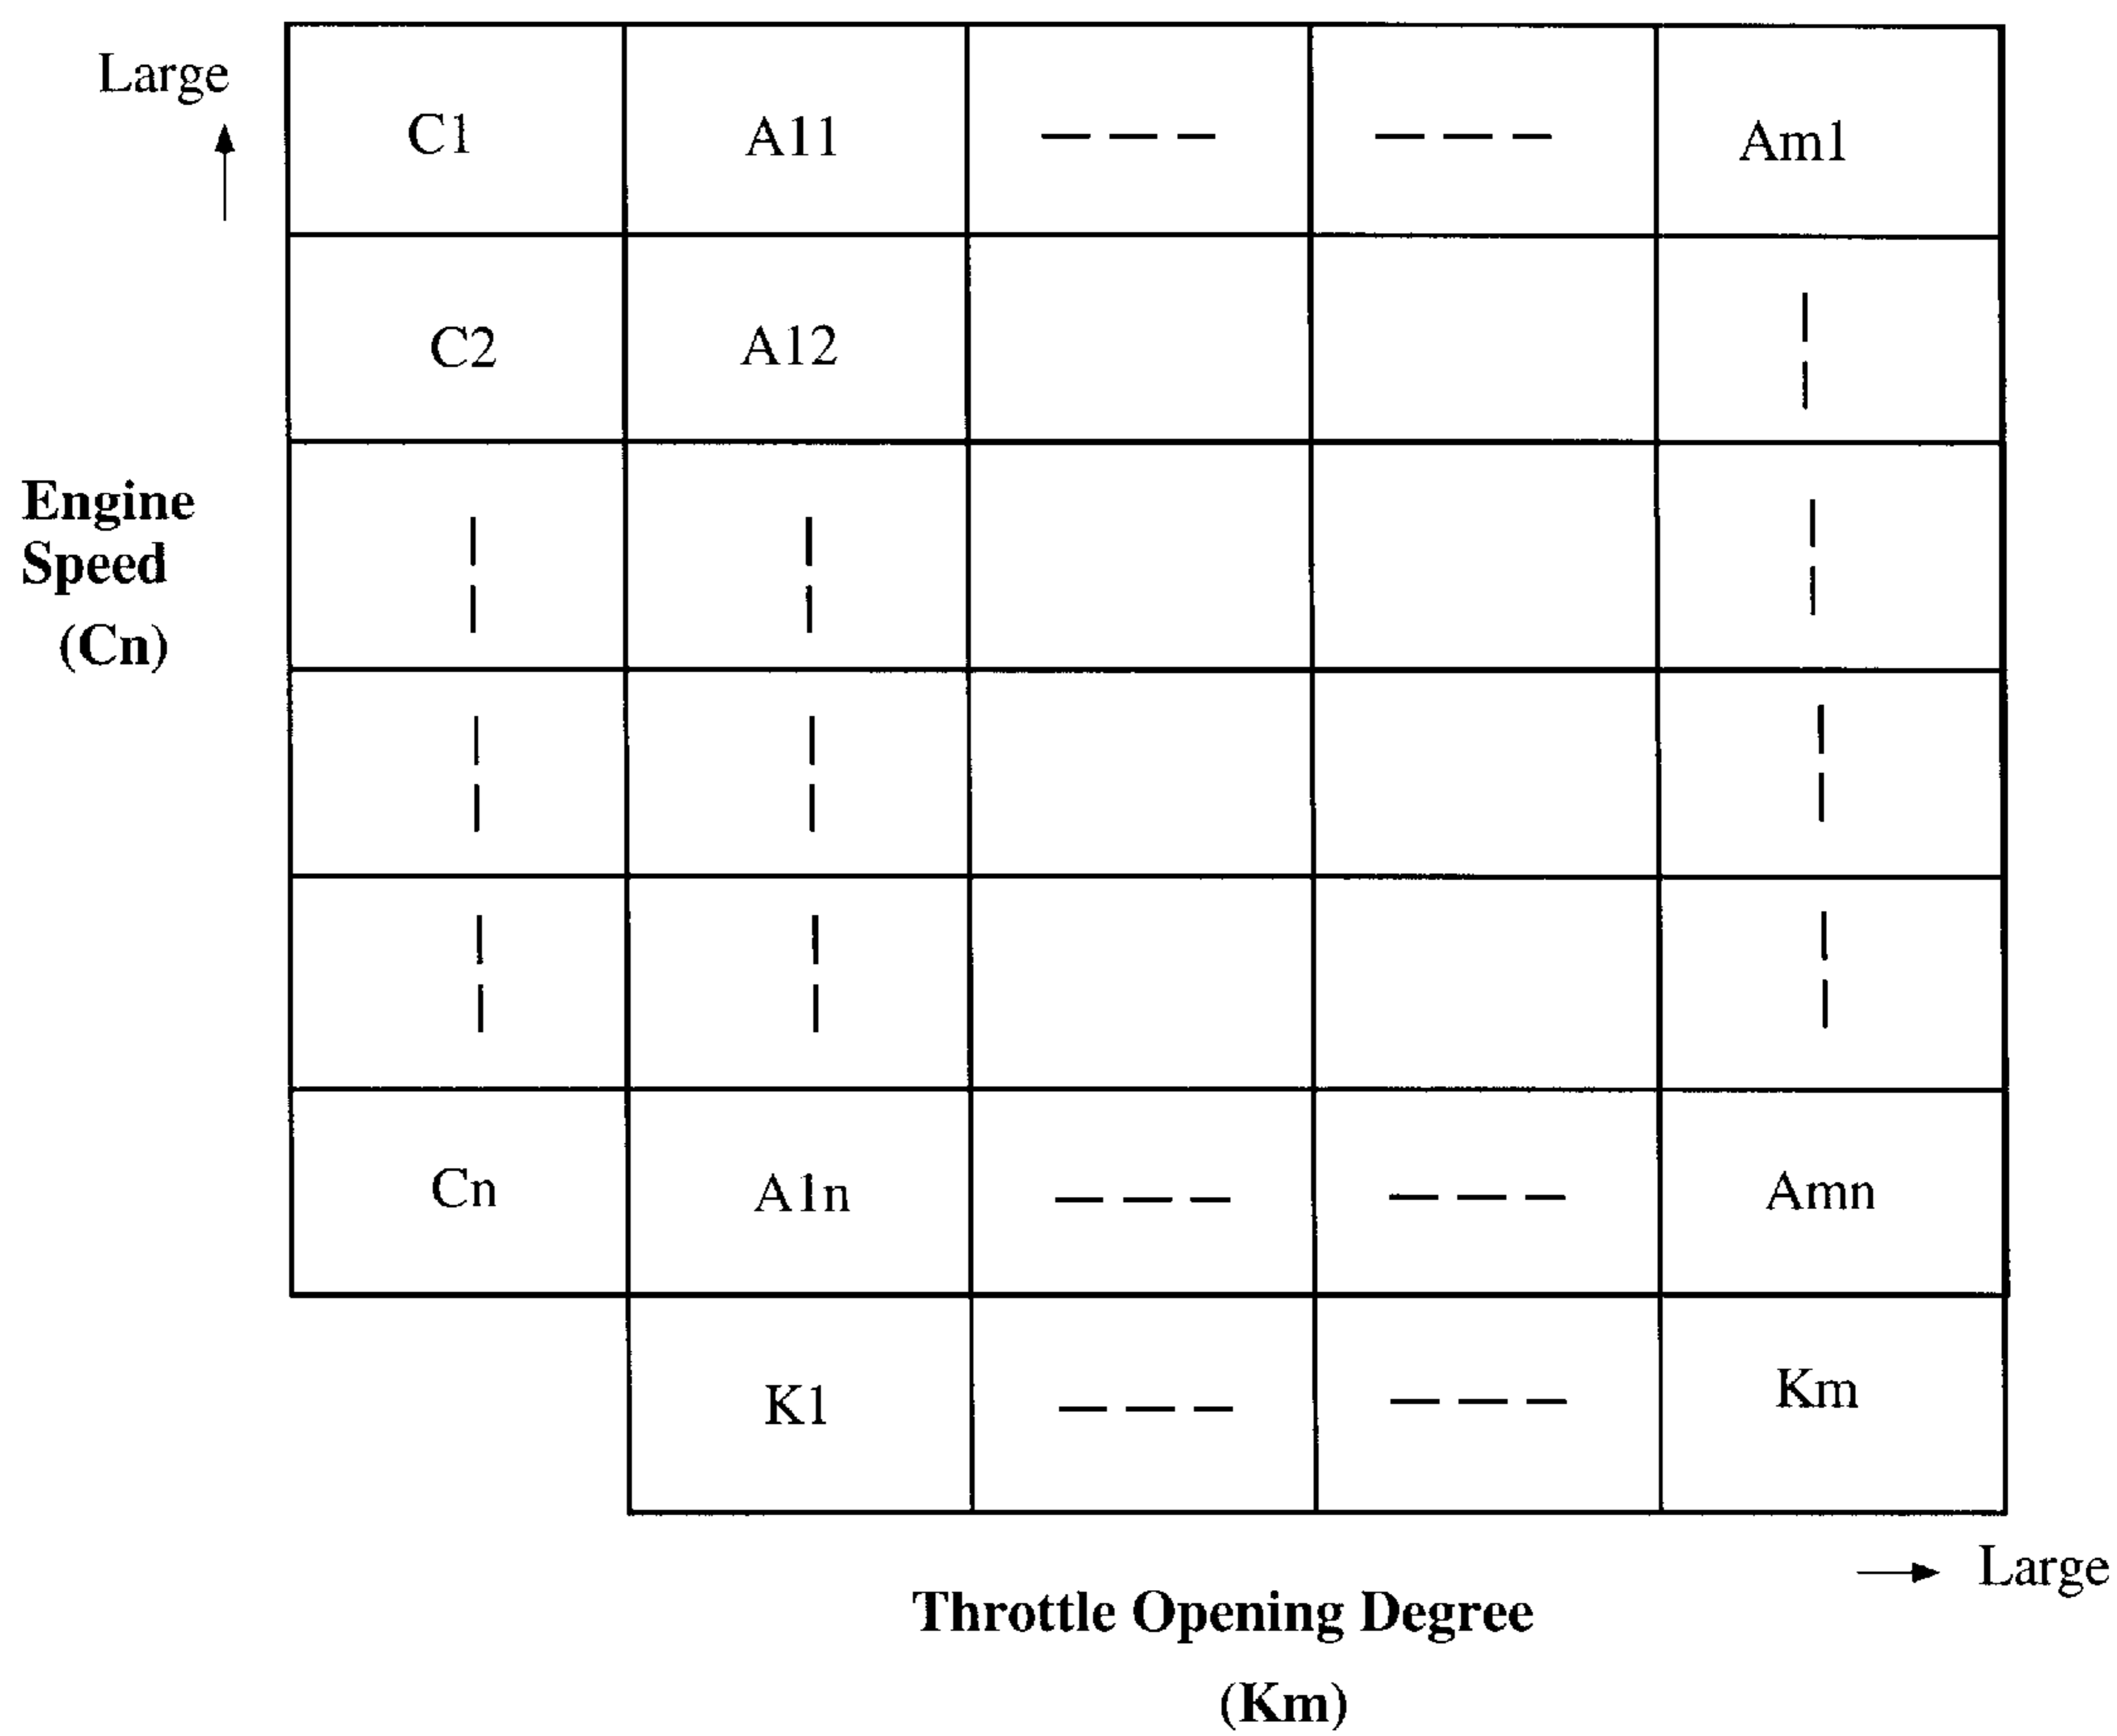 Large
C1 A11 Am1
C2 A12
Engine
Speed
(Cn)
Cn A1n Amn
K1 Km
Large
Throttle Opening Degree
(Km)